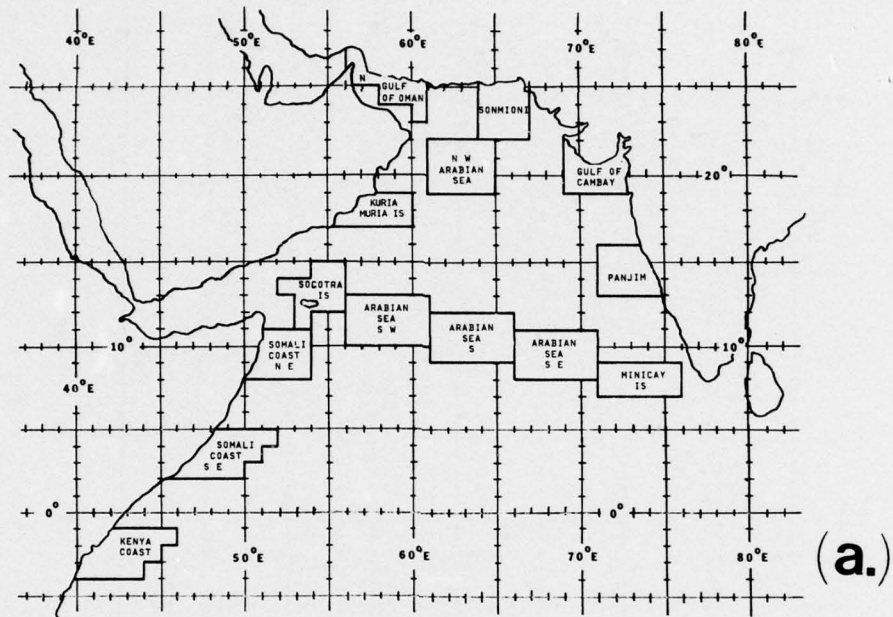 40°E
50°E
60°E
70°E
80°E
N
GULF
OF OMAN
SONMIONI
N W
ARABIAN
SEA
GULF OF
CAMBAY
20°
KURIA
MURIA IS
SOCOTRA
IS
PANJIM
ARABIAN
SEA
S W
ARABIAN
SEA
S
ARABIAN
SEA
S E
SOMALI
COAST
N E
10°
10°
MINICAY
IS
40°E
SOMALI
COAST
S E
0°
0°
KENYA
COAST
50°E
60°E
70°E
80°E
(a.)